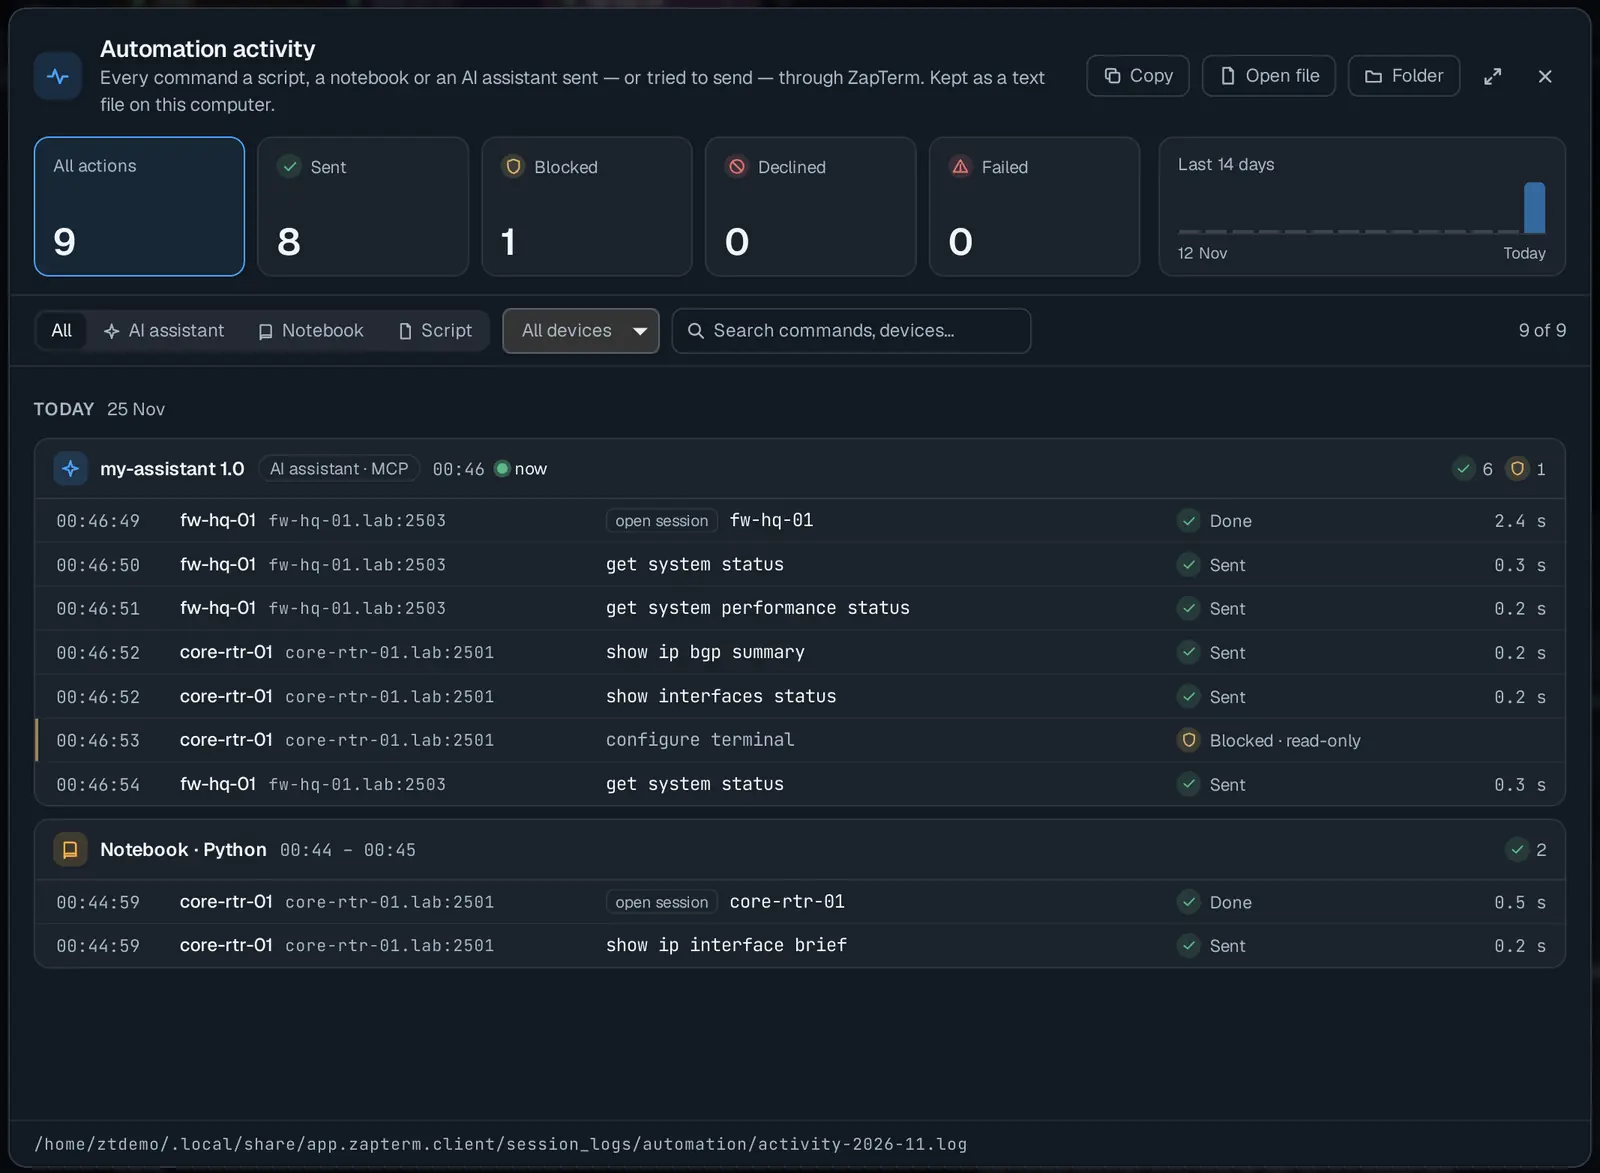 Automation activity
Every command a script, a notebook or an AI assistant sent — or tried to send — through ZapTerm. Kept as a text
file on this computer.
Copy
Open file
Folder
All actions
9
Sent
8
Blocked
1
Declined
0
Failed
0
Last 14 days
12 Nov
Today
All
AI assistant
Notebook
Script
All devices
Search commands, devices...
9 of 9
TODAY 25 Nov
my-assistant 1.0 AI assistant · MCP 00:46 now 6 1
00:46:49 fw-hq-01 fw-hq-01.lab:2503 open session fw-hq-01 Done 2.4 s
00:46:50 fw-hq-01 fw-hq-01.lab:2503 get system status Sent 0.3 s
00:46:51 fw-hq-01 fw-hq-01.lab:2503 get system performance status Sent 0.2 s
00:46:52 core-rtr-01 core-rtr-01.lab:2501 show ip bgp summary Sent 0.2 s
00:46:52 core-rtr-01 core-rtr-01.lab:2501 show interfaces status Sent 0.2 s
00:46:53 core-rtr-01 core-rtr-01.lab:2501 configure terminal Blocked · read-only
00:46:54 fw-hq-01 fw-hq-01.lab:2503 get system status Sent 0.3 s
Notebook · Python 00:44 – 00:45 2
00:44:59 core-rtr-01 core-rtr-01.lab:2501 open session core-rtr-01 Done 0.5 s
00:44:59 core-rtr-01 core-rtr-01.lab:2501 show ip interface brief Sent 0.2 s
/home/ztdemo/.local/share/app.zapterm.client/session_logs/automation/activity-2026-11.log